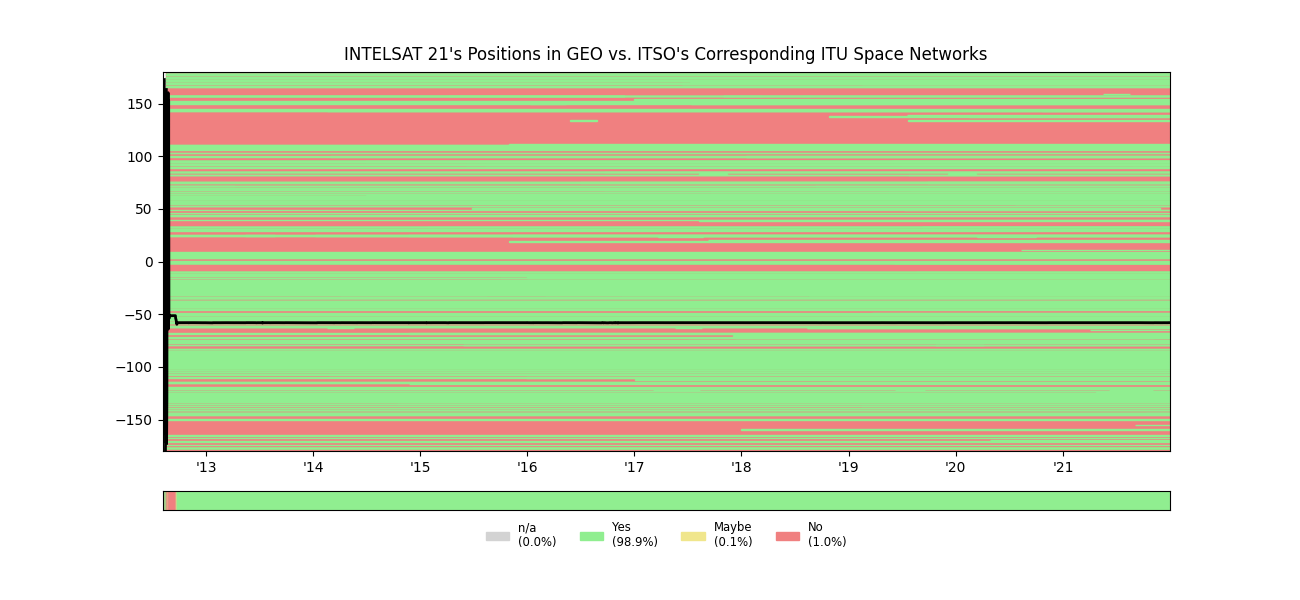 INTELSAT 21's Positions in GEO vs. ITSO's Corresponding ITU Space Networks
150
100
50
0
−50
−100
−150
'13 '14 '15 '16 '17 '18 '19 '20 '21
n/a Yes Maybe No
(0.0%) (98.9%) (0.1%) (1.0%)